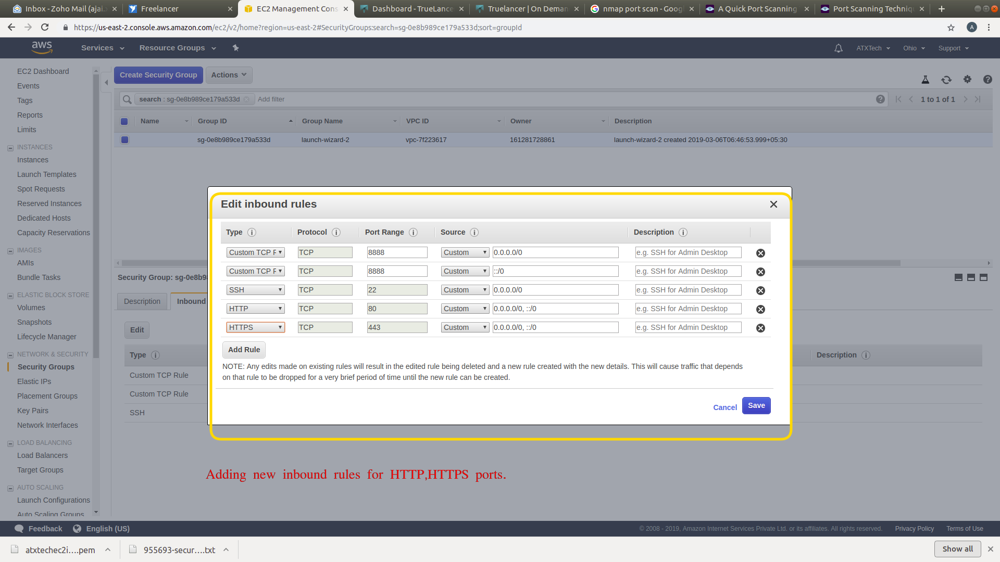 Inbox - Zoho Mail (ajai.
Freelancer
EC2 Management Cons
Dashboard - TrueLance
Truelancer | On Deman
nmap port scan - Googl
A Quick Port Scanning
Port Scanning Techniqu
https://us-east-2.console.aws.amazon.com/ec2/v2/home?region=us-east-2#SecurityGroups:search=sg-0e8b989ce179a533d;sort=groupId
A
aws
Services
Resource Groups
ATXTech
Ohio
Support
EC2 Dashboard
Events
Tags
Reports
Limits
INSTANCES
Instances
Launch Templates
Spot Requests
Reserved Instances
Dedicated Hosts
Capacity Reservations
IMAGES
AMIs
Bundle Tasks
ELASTIC BLOCK STORE
Volumes
Snapshots
Lifecycle Manager
NETWORK & SECURITY
Security Groups
Elastic IPs
Placement Groups
Key Pairs
Network Interfaces
LOAD BALANCING
Load Balancers
Target Groups
AUTO SCALING
Launch Configurations
Auto Scaling Groups
Create Security Group
Actions
search : sg-0e8b989ce179a533d
Add filter
1 to 1 of 1
Name Group ID Group Name VPC ID Owner Description
sg-0e8b989ce179a533d launch-wizard-2 vpc-7f223617 161281728861 launch-wizard-2 created 2019-03-06T06:46:53.999+05:30
Security Group: sg-0e8b9
Description
Inbound
Edit
Type
Description
Custom TCP Rule
Custom TCP Rule
SSH
Edit inbound rules
Type Protocol Port Range Source Description
Custom TCP F TCP 8888 Custom 0.0.0.0/0 e.g. SSH for Admin Desktop
Custom TCP F TCP 8888 Custom ::/0 e.g. SSH for Admin Desktop
SSH TCP 22 Custom 0.0.0.0/0 e.g. SSH for Admin Desktop
HTTP TCP 80 Custom 0.0.0.0/0, ::/0 e.g. SSH for Admin Desktop
HTTPS TCP 443 Custom 0.0.0.0/0, ::/0 e.g. SSH for Admin Desktop
Add Rule
NOTE: Any edits made on existing rules will result in the edited rule being deleted and a new rule created with the new details. This will cause traffic that depends
on that rule to be dropped for a very brief period of time until the new rule can be created.
Cancel
Save
Adding new inbound rules for HTTP,HTTPS ports.
Feedback
English (US)
© 2008 - 2019, Amazon Internet Services Private Ltd. or its affiliates. All rights reserved.
Privacy Policy
Terms of Use
atxtechec2i....pem
955693-secur....txt
Show all